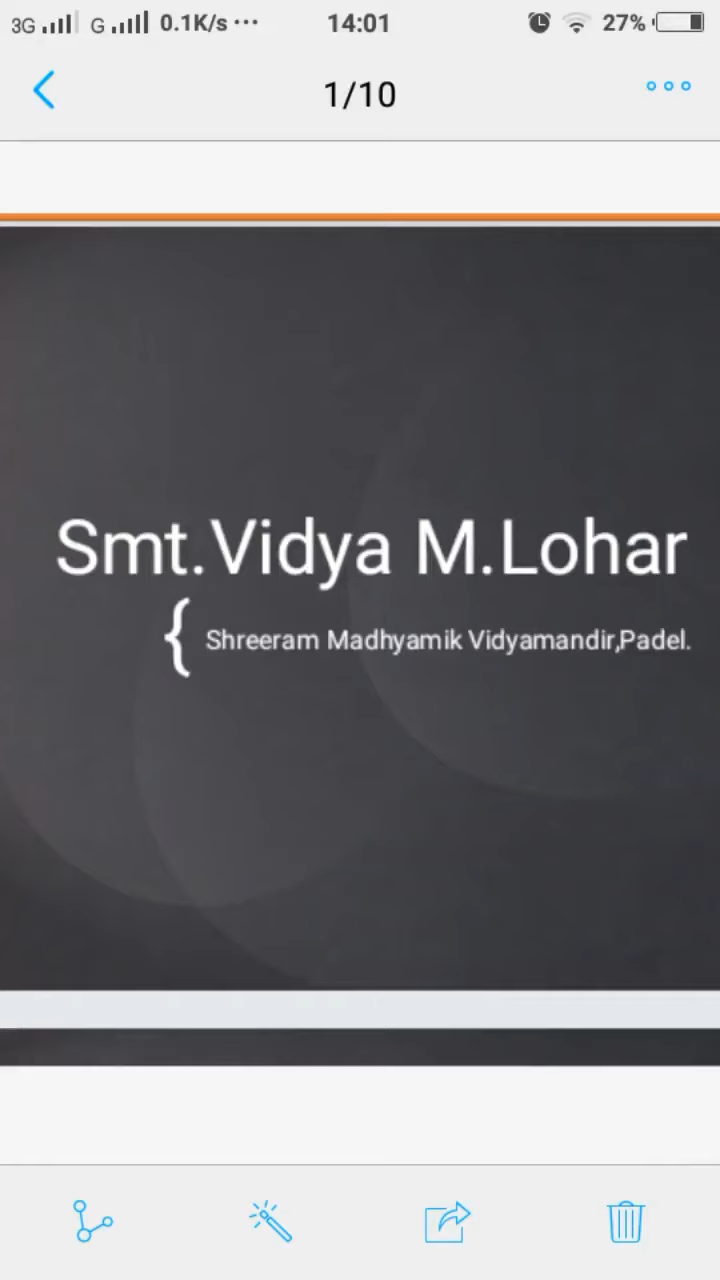 3G G 0.1K/s ··· 14:01 27%
1/10
Smt.Vidya M.Lohar
{ Shreeram Madhyamik Vidyamandir,Padel.